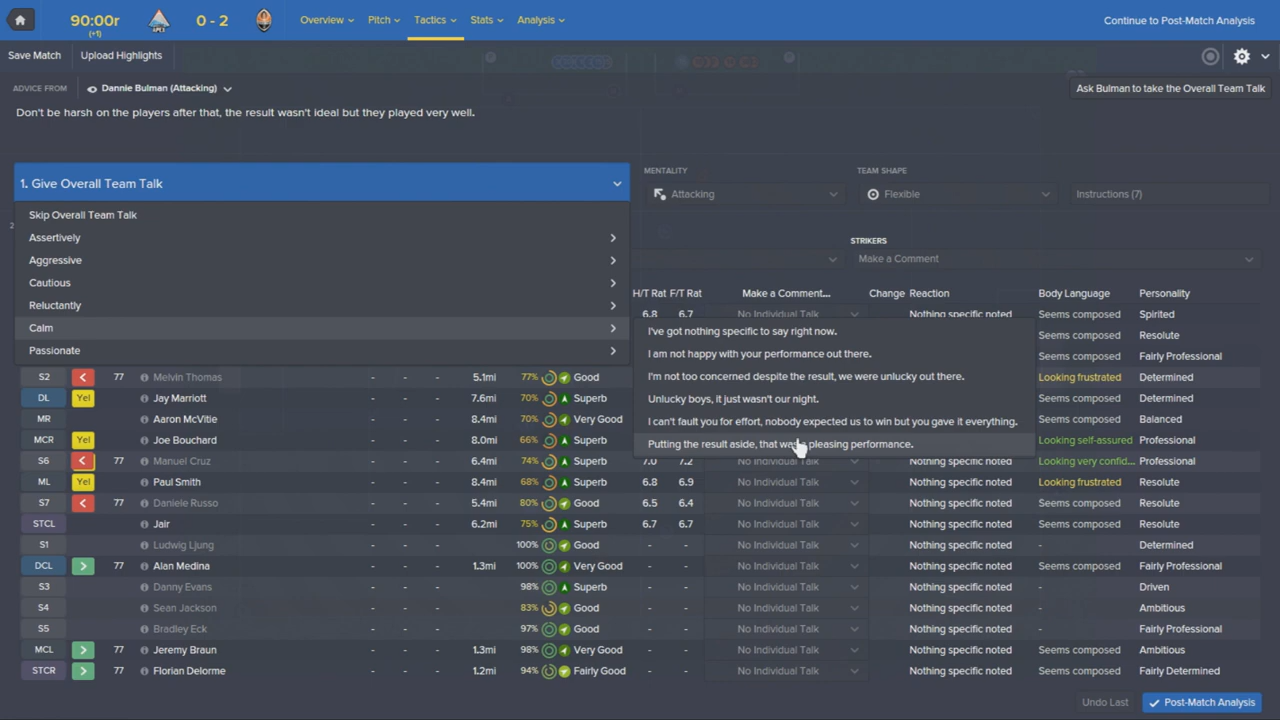 90:00r
(+1)
APEX
0 - 2
Overview
Pitch
Tactics
Stats
Analysis
Continue to Post-Match Analysis
Save Match
Upload Highlights
ADVICE FROM
Dannie Bulman (Attacking)
Ask Bulman to take the Overall Team Talk
Don't be harsh on the players after that, the result wasn't ideal but they played very well.
1. Give Overall Team Talk
MENTALITY
TEAM SHAPE
Attacking
Flexible
Instructions (7)
Skip Overall Team Talk
Assertively
Aggressive
Cautious
Reluctantly
Calm
Passionate
STRIKERS
Make a Comment
H/T Rat F/T Rat Make a Comment... Change Reaction Body Language Personality
6.8 6.7 No Individual Talk Nothing specific noted Seems composed Spirited
Seems composed Resolute
Seems composed Fairly Professional
I've got nothing specific to say right now.
I am not happy with your performance out there.
I'm not too concerned despite the result, we were unlucky out there.
Unlucky boys, it just wasn't our night.
I can't fault you for effort, nobody expected us to win but you gave it everything.
Putting the result aside, that was a pleasing performance.
S2 77 Melvin Thomas - - 5.1mi 77% Good Looking frustrated Determined
DL Yel Jay Marriott - - 7.6mi 70% Superb Seems composed Determined
MR Aaron McVitie - - 8.4mi 70% Very Good Seems composed Balanced
MCR Yel Joe Bouchard - - 8.0mi 66% Superb Looking self-assured Professional
S6 77 Manuel Cruz - - 6.4mi 74% Superb 7.0 7.2 No Individual Talk Nothing specific noted Looking very confid... Professional
ML Yel Paul Smith - - 8.4mi 68% Superb 6.8 6.9 No Individual Talk Nothing specific noted Looking frustrated Resolute
S7 77 Daniele Russo - - 5.4mi 80% Good 6.5 6.4 No Individual Talk Nothing specific noted Seems composed Resolute
STCL Jair - - 6.2mi 75% Superb 6.7 6.7 No Individual Talk Nothing specific noted Seems composed Resolute
S1 Ludwig Ljung - - 100% Good - - No Individual Talk Nothing specific noted - Determined
DCL 77 Alan Medina - - 1.3mi 100% Very Good - - No Individual Talk Nothing specific noted Seems composed Fairly Professional
S3 Danny Evans - - 98% Superb - - No Individual Talk Nothing specific noted - Driven
S4 Sean Jackson - - 83% Good - - No Individual Talk Nothing specific noted - Ambitious
S5 Bradley Eck - - 97% Good - - No Individual Talk Nothing specific noted - Fairly Professional
MCL 77 Jeremy Braun - - 1.3mi 98% Very Good - - No Individual Talk Nothing specific noted Seems composed Ambitious
STCR 77 Florian Delorme - - 1.2mi 94% Fairly Good - - No Individual Talk Nothing specific noted Seems composed Fairly Determined
Undo Last
Post-Match Analysis